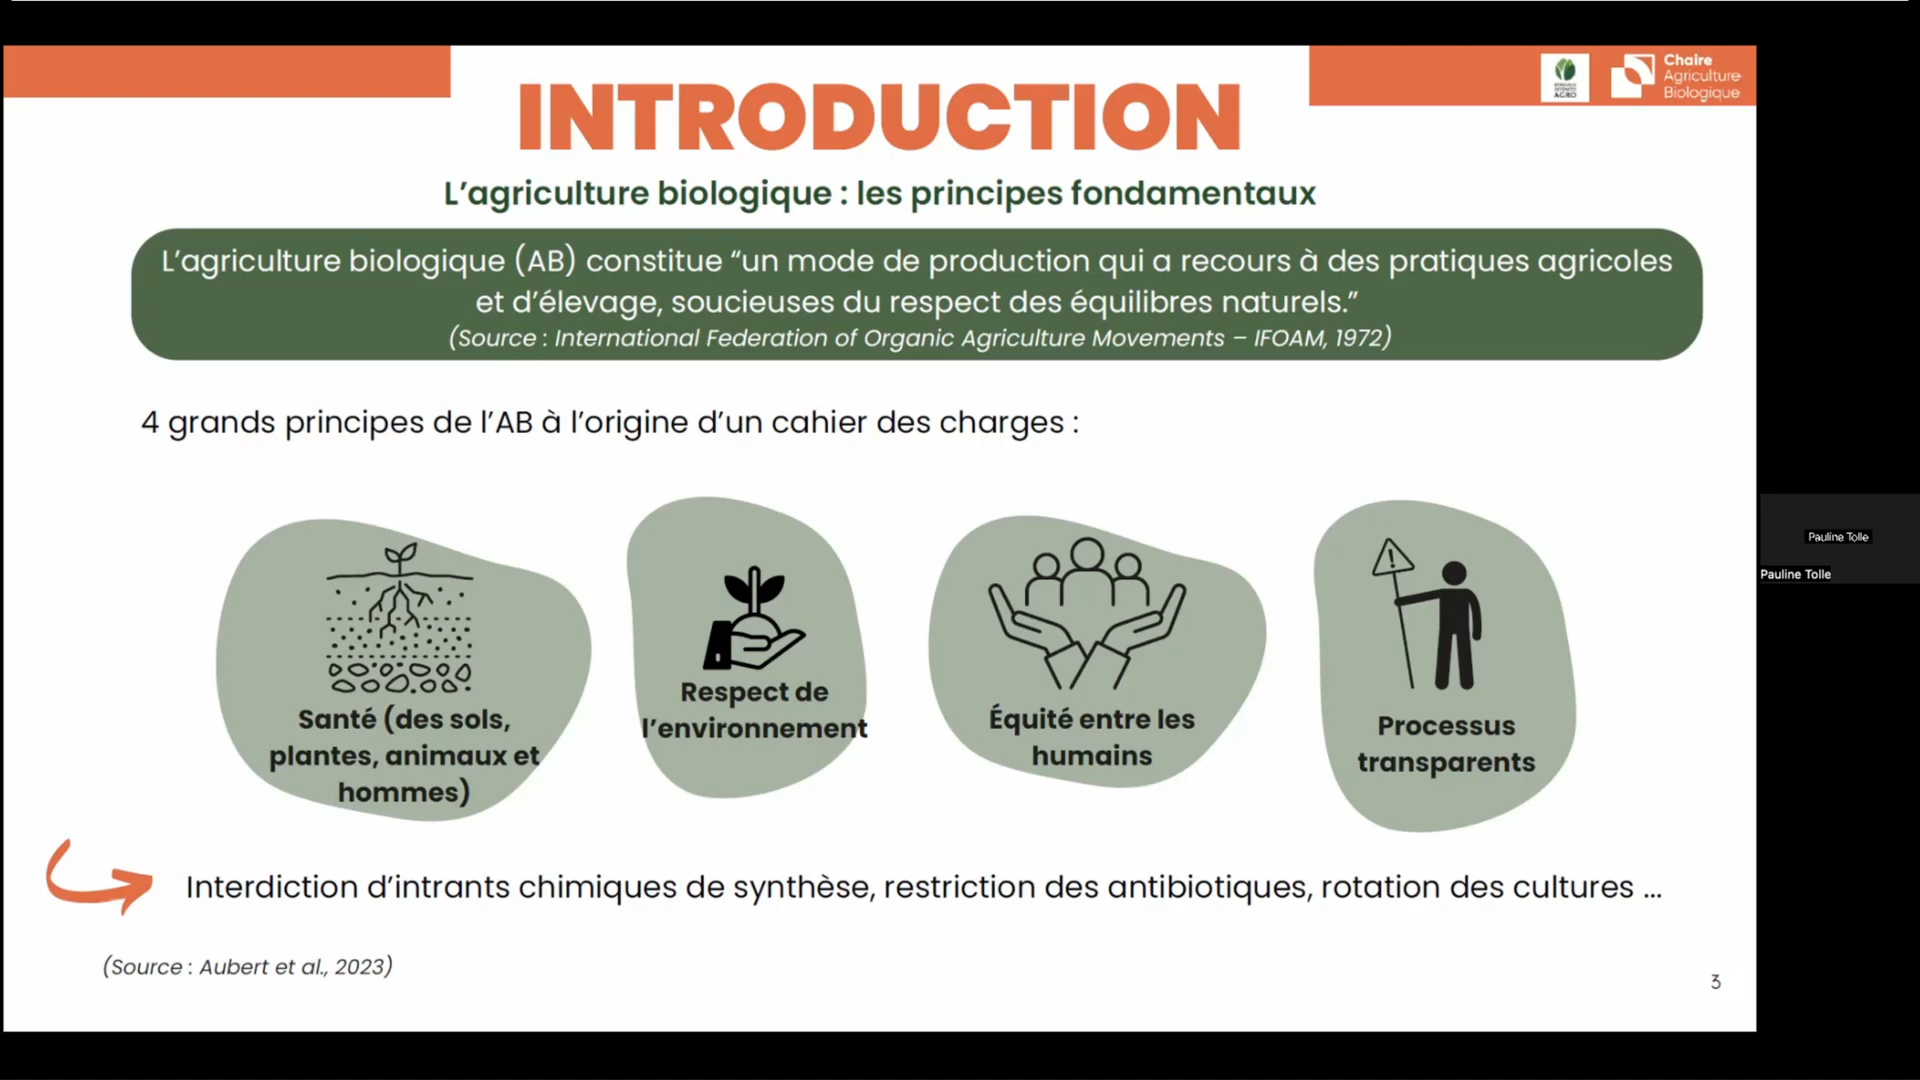 Chaire
Agriculture
Biologique
AGRO
INTRODUCTION
L’agriculture biologique : les principes fondamentaux
L’agriculture biologique (AB) constitue “un mode de production qui a recours à des pratiques agricoles
et d’élevage, soucieuses du respect des équilibres naturels.”
(Source : International Federation of Organic Agriculture Movements – IFOAM, 1972)
4 grands principes de l’AB à l’origine d’un cahier des charges :
Santé (des sols,
plantes, animaux et
hommes)
Respect de
l’environnement
Équité entre les
humains
Processus
transparents
Interdiction d’intrants chimiques de synthèse, restriction des antibiotiques, rotation des cultures ...
(Source : Aubert et al., 2023)
3
Pauline Tolle
Pauline Tolle